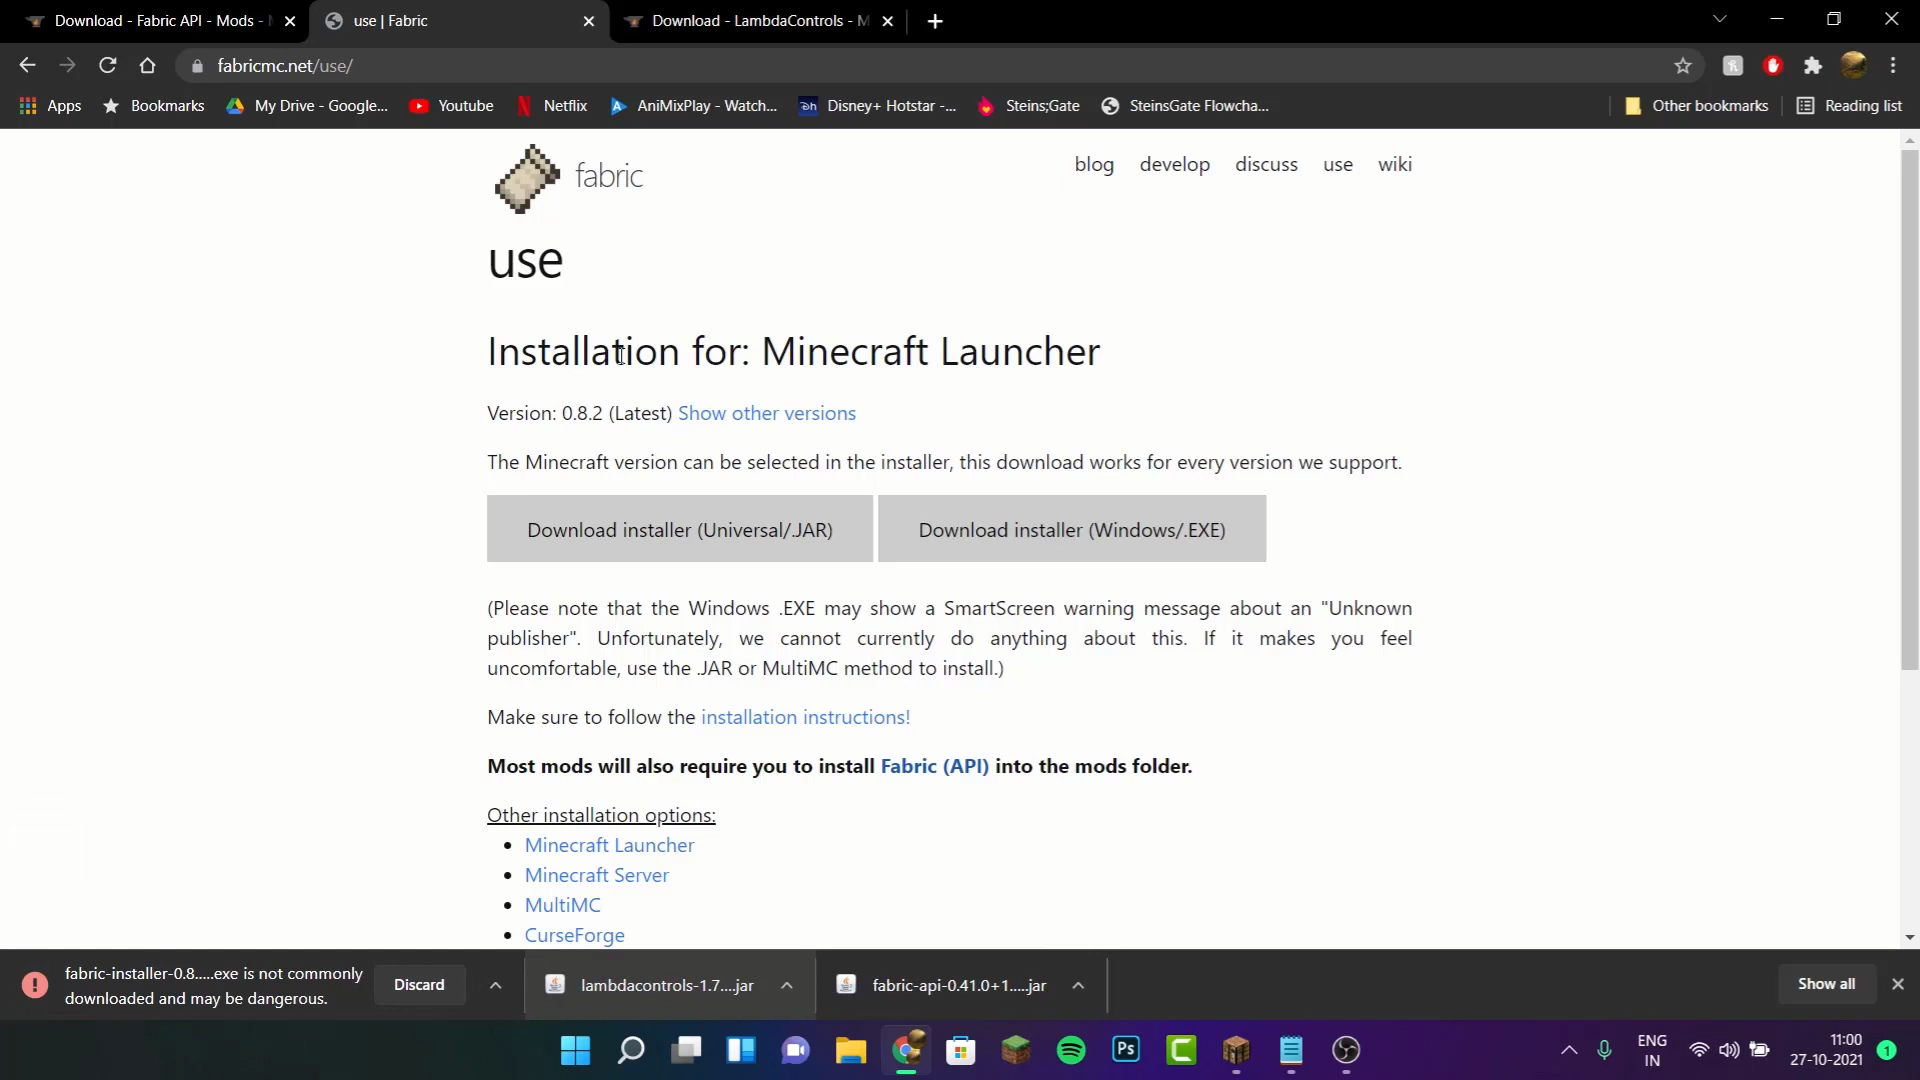 Download - Fabric API - Mods -
use | Fabric
Download - LambdaControls - M
fabricmc.net/use/
Apps
Bookmarks
My Drive - Google...
Youtube
Netflix
AniMixPlay - Watch...
Disney+ Hotstar -...
Steins;Gate
SteinsGate Flowcha...
Other bookmarks
Reading list
fabric
blog
develop
discuss
use
wiki
use
Installation for: Minecraft Launcher
Version: 0.8.2 (Latest) Show other versions
The Minecraft version can be selected in the installer, this download works for every version we support.
Download installer (Universal/.JAR)
Download installer (Windows/.EXE)
(Please note that the Windows .EXE may show a SmartScreen warning message about an "Unknown
publisher". Unfortunately, we cannot currently do anything about this. If it makes you feel
uncomfortable, use the .JAR or MultiMC method to install.)
Make sure to follow the installation instructions!
Most mods will also require you to install Fabric (API) into the mods folder.
Other installation options:
Minecraft Launcher
Minecraft Server
MultiMC
CurseForge
fabric-installer-0.8.....exe is not commonly
downloaded and may be dangerous.
Discard
lambdacontrols-1.7....jar
fabric-api-0.41.0+1.....jar
Show all
Ps
ENG
IN
11:00
27-10-2021
1